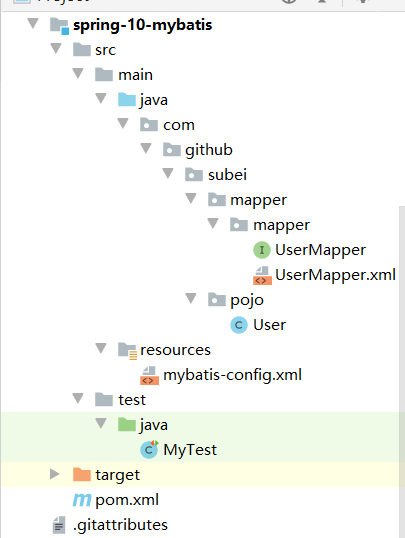 spring-10-mybatis
src
main
java
com
github
subei
mapper
mapper
I UserMapper
UserMapper.xml
pojo
C User
resources
mybatis-config.xml
test
java
C MyTest
target
m pom.xml
.gitattributes